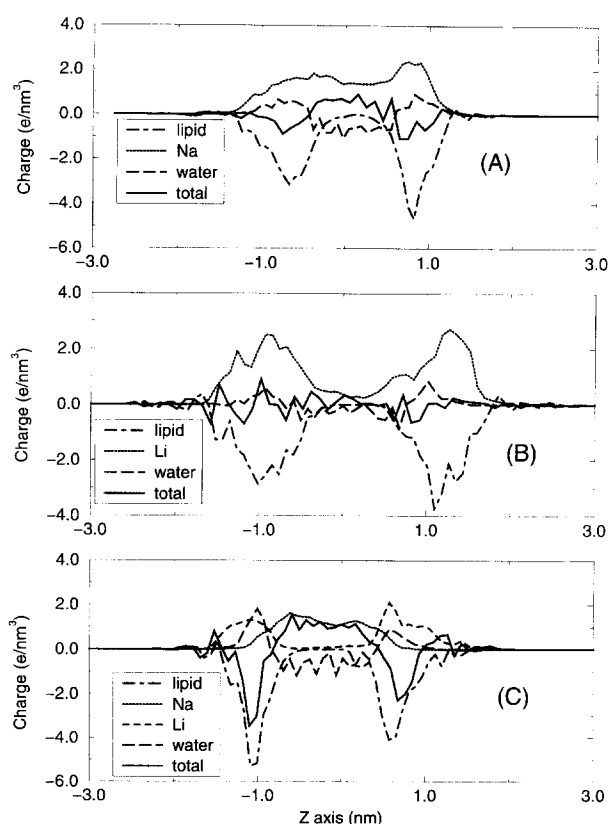 4.0
2.0
0.0
−2.0
−4.0
−6.0
Charge (e/nm³)
lipid
Na
water
total
(A)
−3.0 −1.0 1.0 3.0
4.0
2.0
0.0
−2.0
−4.0
Charge (e/nm³)
lipid
Li
water
total
(B)
−3.0 −1.0 1.0 3.0
4.0
2.0
0.0
−2.0
−4.0
−6.0
Charge (e/nm³)
lipid
Na
Li
water
total
(C)
−3.0 −1.0 1.0 3.0
Z axis (nm)